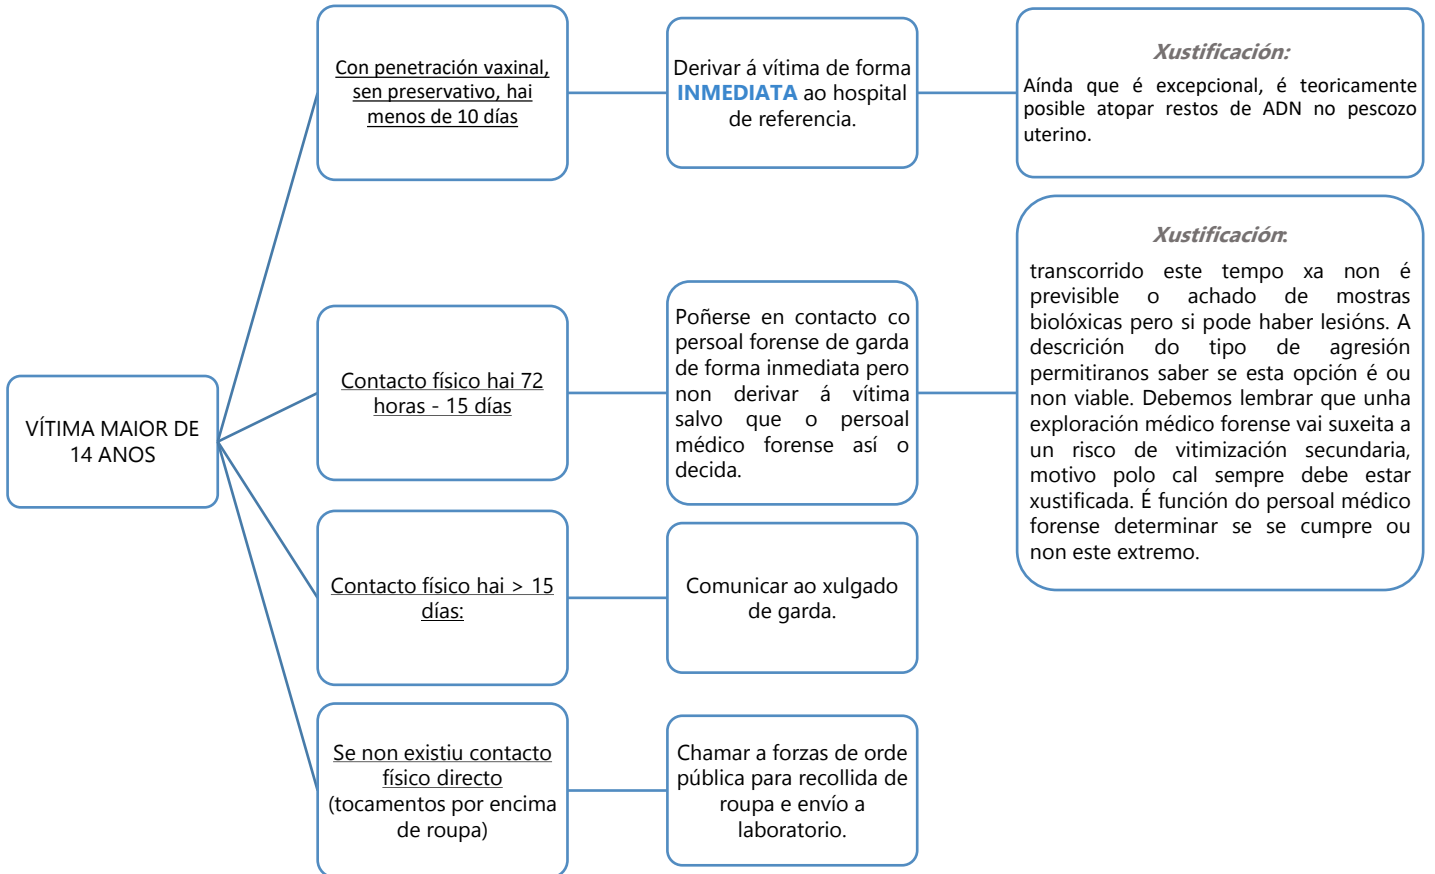 VÍTIMA MAIOR DE
14 ANOS
Con penetración vaxinal,
sen preservativo, hai
menos de 10 días
Derivar á vítima de forma
INMEDIATA ao hospital
de referencia.
Xustificación:
Aínda que é excepcional, é teoricamente
posible atopar restos de ADN no pescozo
uterino.
Contacto físico hai 72
horas - 15 días
Poñerse en contacto co
persoal forense de garda
de forma inmediata pero
non derivar á vítima
salvo que o persoal
médico forense así o
decida.
Xustificación:
transcorrido este tempo xa non é
previsible o achado de mostras
biolóxicas pero si pode haber lesións. A
descrición do tipo de agresión
permitiranos saber se esta opción é ou
non viable. Debemos lembrar que unha
exploración médico forense vai suxeita a
un risco de vitimización secundaria,
motivo polo cal sempre debe estar
xustificada. É función do persoal médico
forense determinar se se cumpre ou
non este extremo.
Contacto físico hai > 15
días:
Comunicar ao xulgado
de garda.
Se non existiu contacto
físico directo
(tocamentos por encima
de roupa)
Chamar a forzas de orde
pública para recollida de
roupa e envío a
laboratorio.